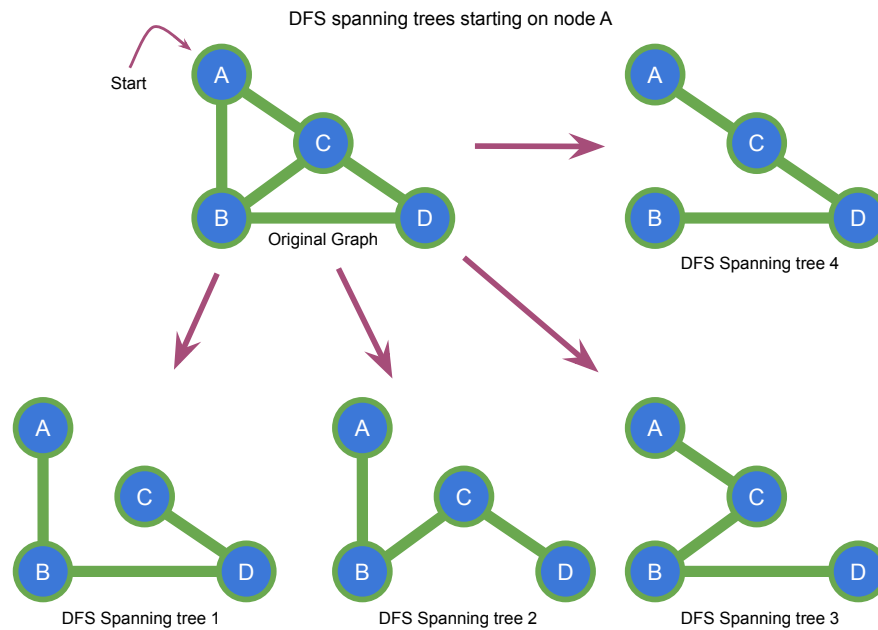 DFS spanning trees starting on node A
Start
A
C
B
D
Original Graph
A
C
B
D
DFS Spanning tree 4
A
C
B
D
DFS Spanning tree 1
A
C
B
D
DFS Spanning tree 2
A
C
B
D
DFS Spanning tree 3